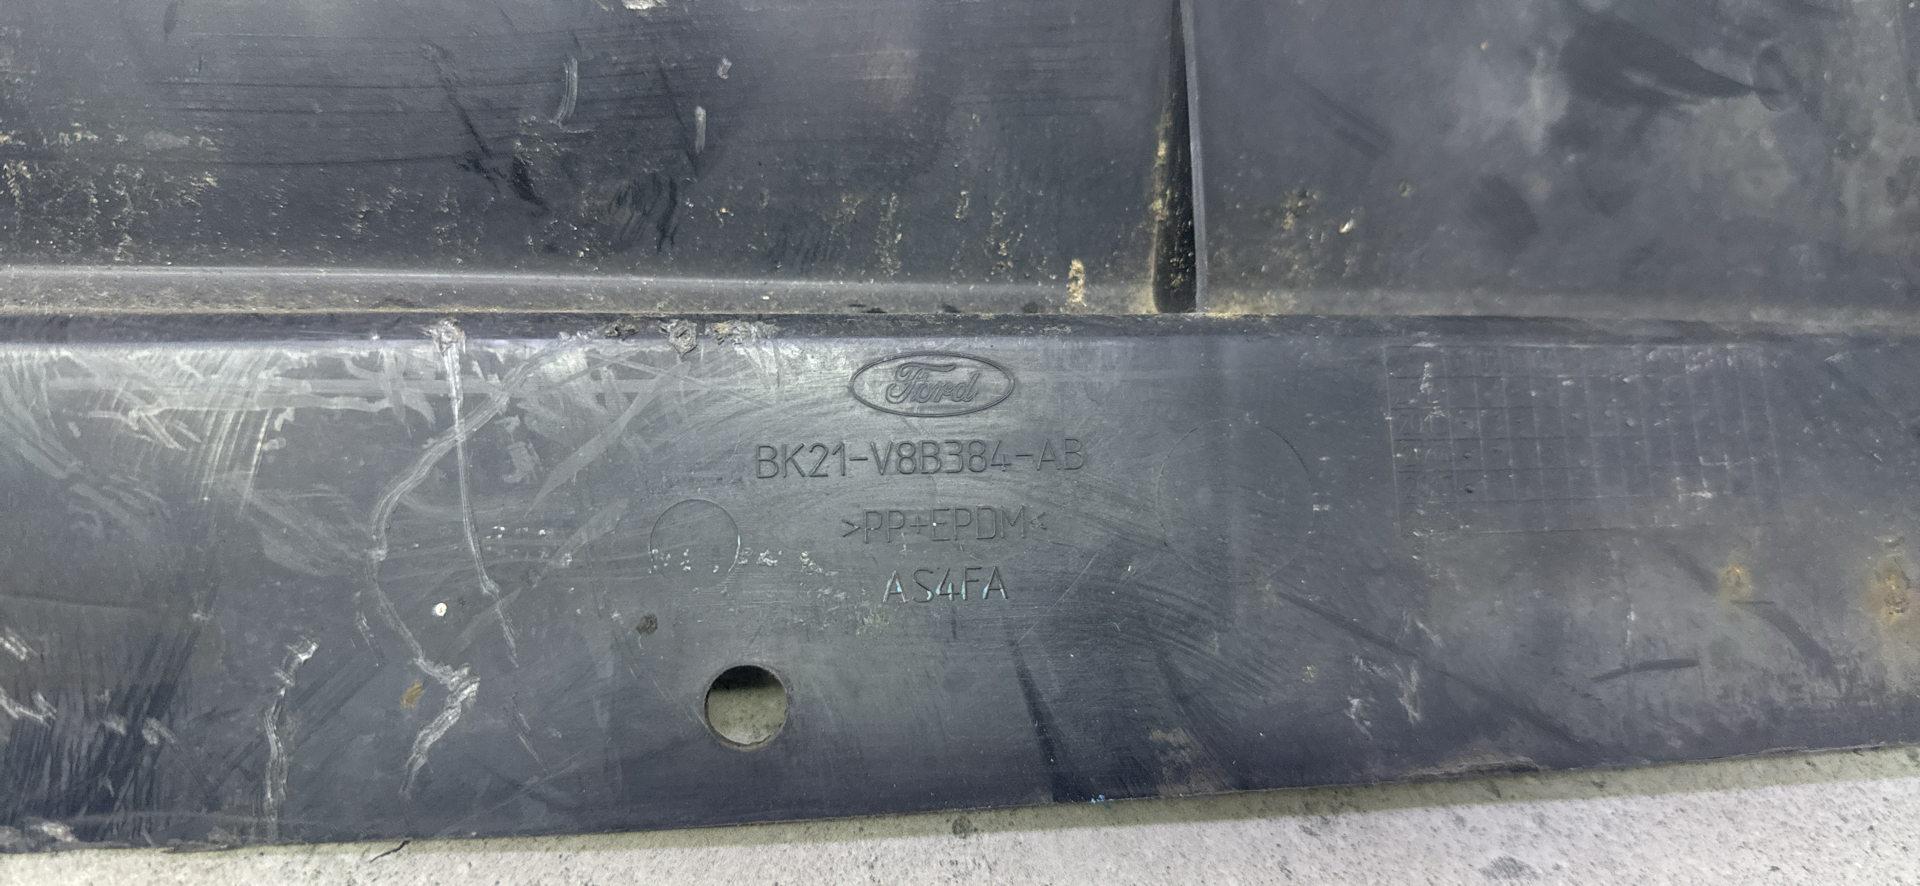 Ford
BK21-V8B384-AB
>PP+EPDM<
AS4FA